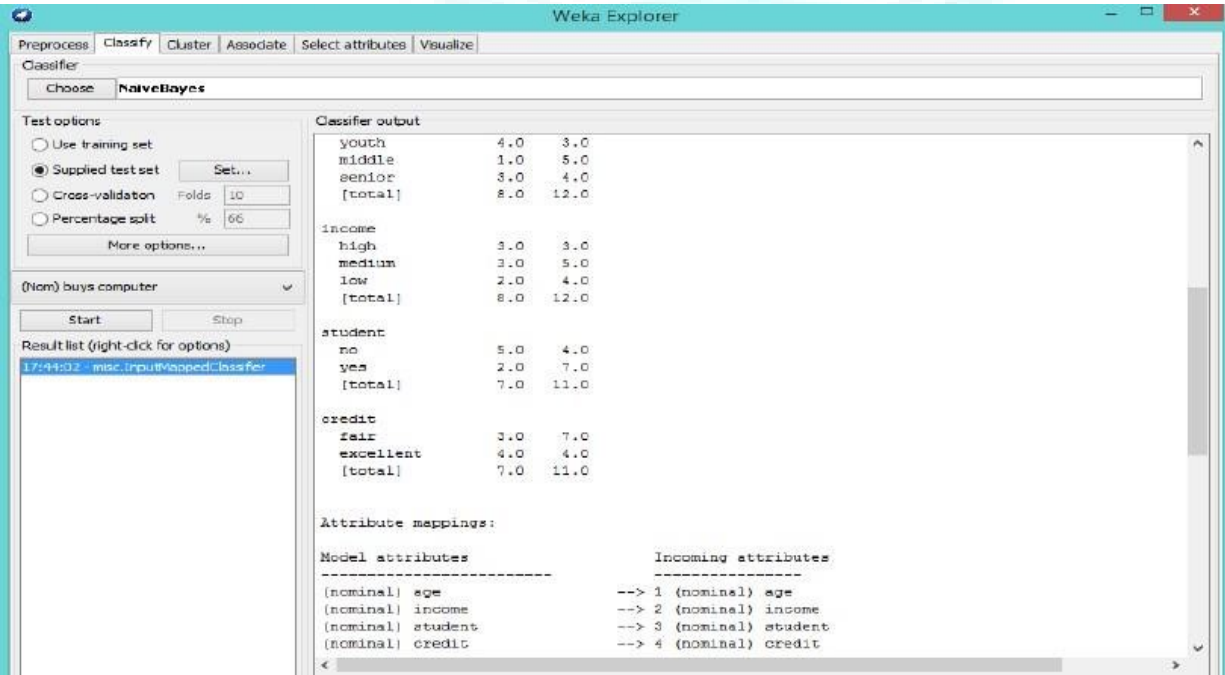 Weka Explorer
Preprocess Classify Cluster Associate Select attributes Visualize
Classifier
Choose NaiveBayes
Test options
Use training set
Supplied test set Set...
Cross-validation Folds 10
Percentage split % 66
More options...
(Nom) buys computer
Start Stop
Result list (right-click for options)
17:44:02 - misc.InputMappedClassifier
Classifier output
youth 4.0 3.0
middle 1.0 5.0
senior 3.0 4.0
[total] 8.0 12.0
income
high 3.0 3.0
medium 3.0 5.0
low 2.0 4.0
[total] 8.0 12.0
student
no 5.0 4.0
yes 2.0 7.0
[total] 7.0 11.0
credit
fair 3.0 7.0
excellent 4.0 4.0
[total] 7.0 11.0
Attribute mappings:
Model attributes Incoming attributes
-------------------------- ----------------
(nominal) age --> 1 (nominal) age
(nominal) income --> 2 (nominal) income
(nominal) student --> 3 (nominal) student
(nominal) credit --> 4 (nominal) credit